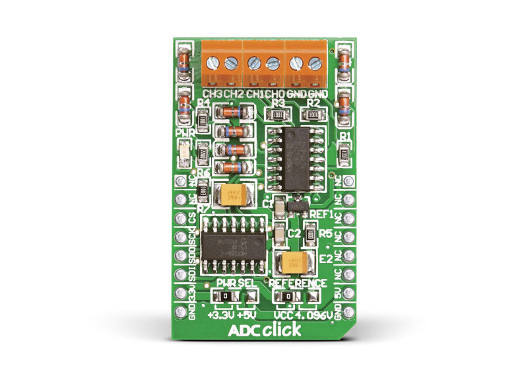 CH3 CH2 CH1 CH0 GND GND
R4 R3 R2
PWR R1
R6
NC NC
R7 C1
NC REF1 NC
CS NC
SCK C2 R5 NC
SDO E2 NC
SDI NC
PWR SEL REFERENCE
3.3V 5V
GND +3.3V +5V VCC 4.096V GND
ADC click